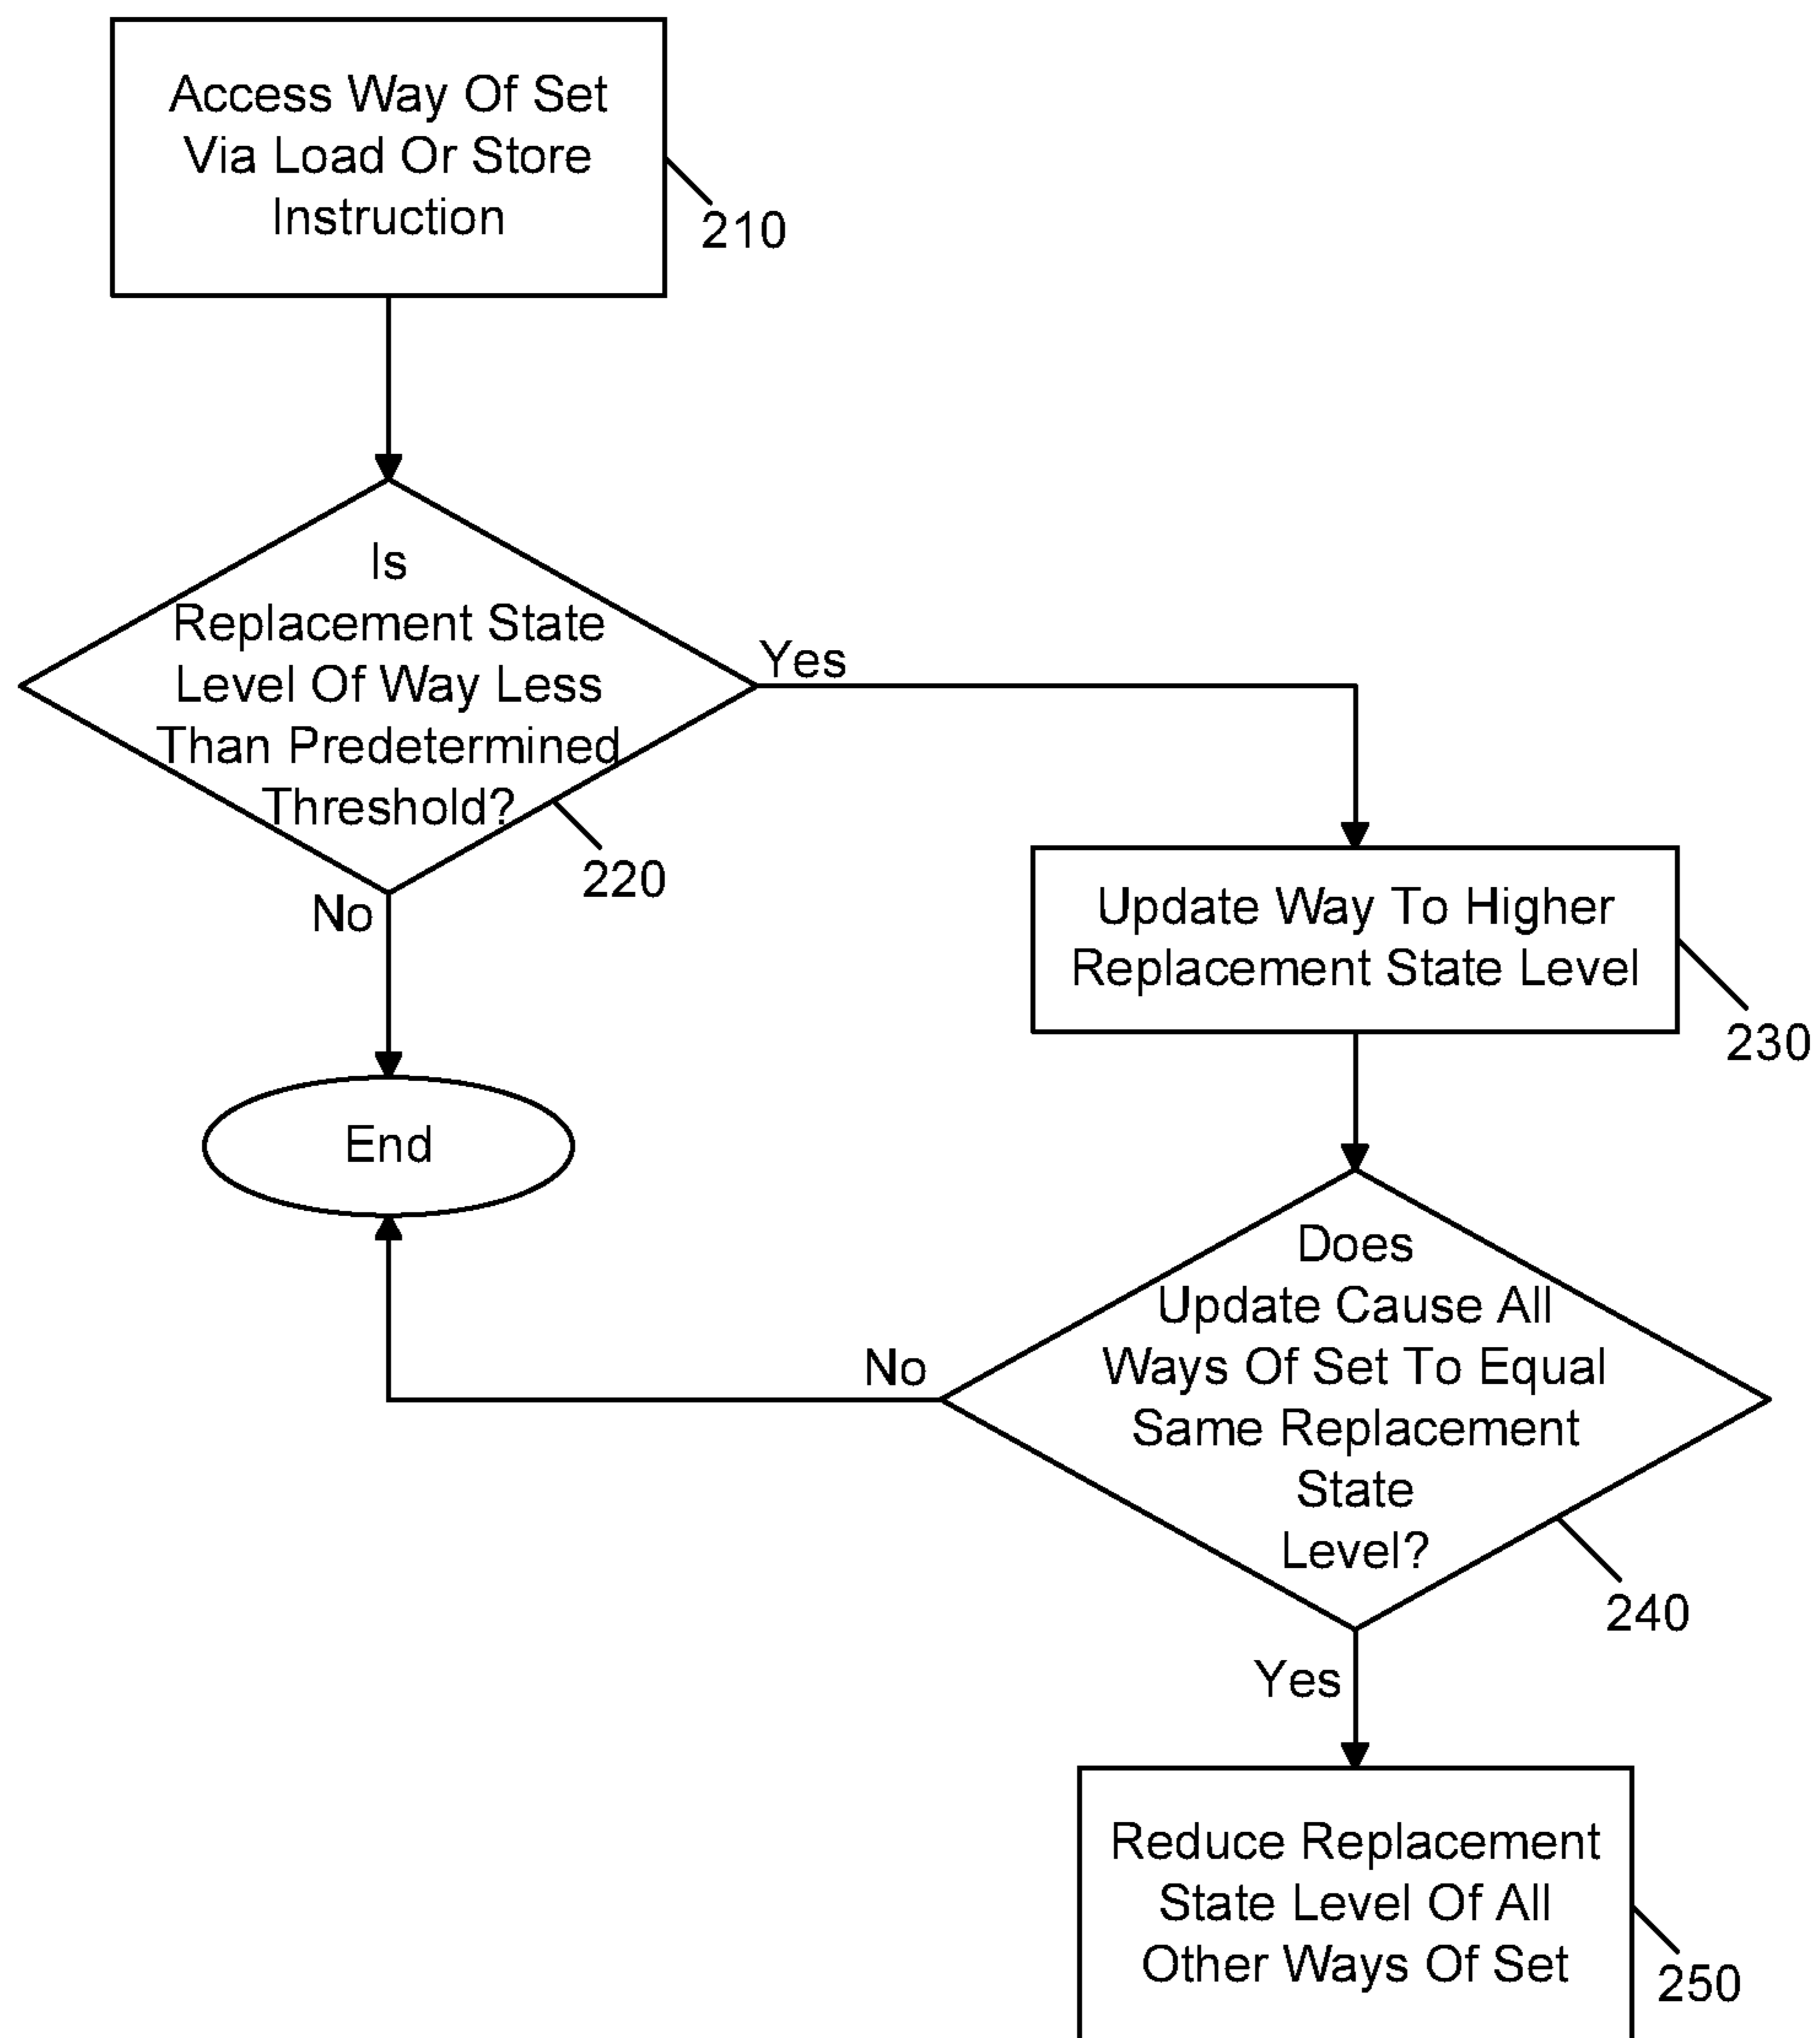 Access Way Of Set
Via Load Or Store
Instruction
210
Is
Replacement State
Level Of Way Less
Than Predetermined
Threshold?
Yes
220
No
Update Way To Higher
Replacement State Level
230
End
Does
Update Cause All
Ways Of Set To Equal
Same Replacement
State
Level?
No
240
Yes
Reduce Replacement
State Level Of All
Other Ways Of Set
250